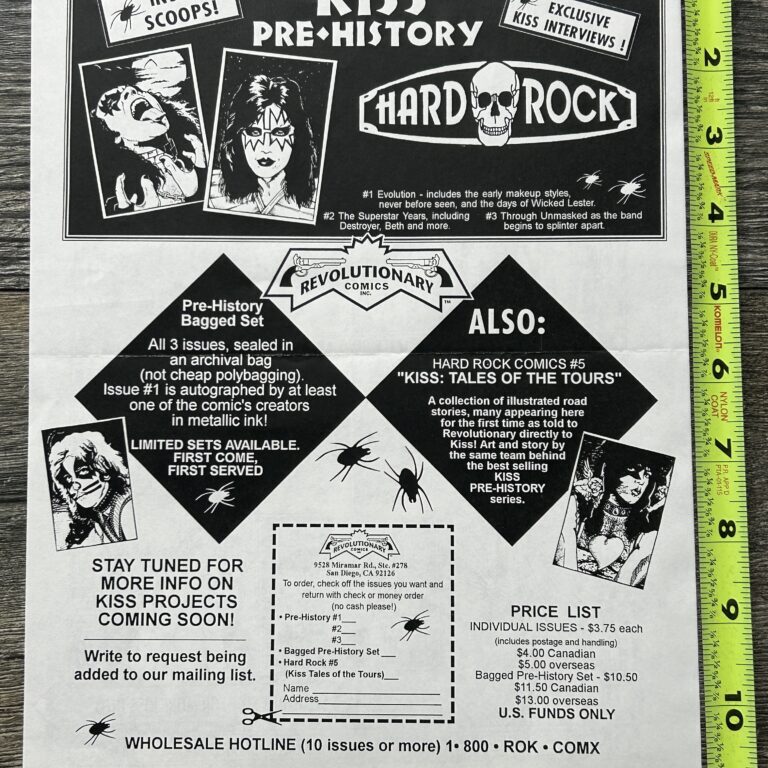 SCOOPS!
KISS
PRE•HISTORY
EXCLUSIVE
KISS INTERVIEWS !
HARD ROCK
#1 Evolution - includes the early makeup styles,
never before seen, and the days of Wicked Lester.
#2 The Superstar Years, including
Destroyer, Beth and more.
#3 Through Unmasked as the band
begins to splinter apart.
REVOLUTIONARY
COMICS
INC.
TM
Pre-History
Bagged Set
All 3 issues, sealed in
an archival bag
(not cheap polybagging).
Issue #1 is autographed by at least
one of the comic's creators
in metallic ink!
LIMITED SETS AVAILABLE.
FIRST COME,
FIRST SERVED
ALSO:
HARD ROCK COMICS #5
"KISS: TALES OF THE TOURS"
A collection of illustrated road
stories, many appearing here
for the first time as told to
Revolutionary directly to
Kiss! Art and story by
the same team behind
the best selling
KISS
PRE-HISTORY
series.
STAY TUNED FOR
MORE INFO ON
KISS PROJECTS
COMING SOON!
Write to request being
added to our mailing list.
REVOLUTIONARY
COMICS
9528 Miramar Rd., Ste. #278
San Diego, CA 92126
To order, check off the issues you want and
return with check or money order
(no cash please!)
• Pre-History #1___
#2___
#3___
• Bagged Pre-History Set___
• Hard Rock #5
(Kiss Tales of the Tours)___
Name
Address
PRICE LIST
INDIVIDUAL ISSUES - $3.75 each
(includes postage and handling)
$4.00 Canadian
$5.00 overseas
Bagged Pre-History Set - $10.50
$11.50 Canadian
$13.00 overseas
U.S. FUNDS ONLY
WHOLESALE HOTLINE (10 issues or more) 1• 800 • ROK • COMX
2
3
4
5
KOMELON
6
NYLON
COAT
7
8
9
10